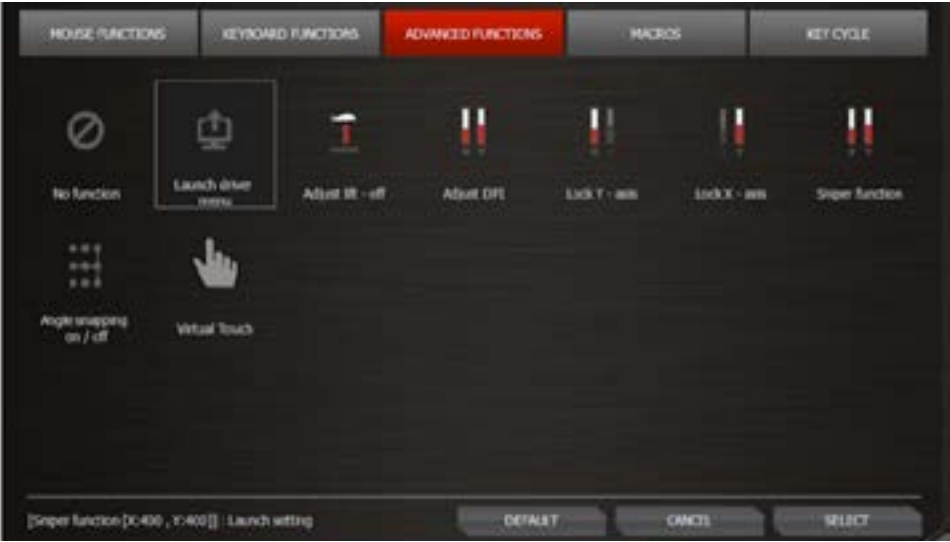 MOUSE FUNCTIONS
KEYBOARD FUNCTIONS
ADVANCED FUNCTIONS
MACROS
KEY CYCLE
No function
Launch driver
menu
Adjust lift - off
Adjust DPI
Lock Y - axis
Lock X - axis
Sniper function
Angle snapping
on / off
Virtual Touch
[Sniper function [X:400 , Y:400]] : Launch setting
DEFAULT
CANCEL
SELECT